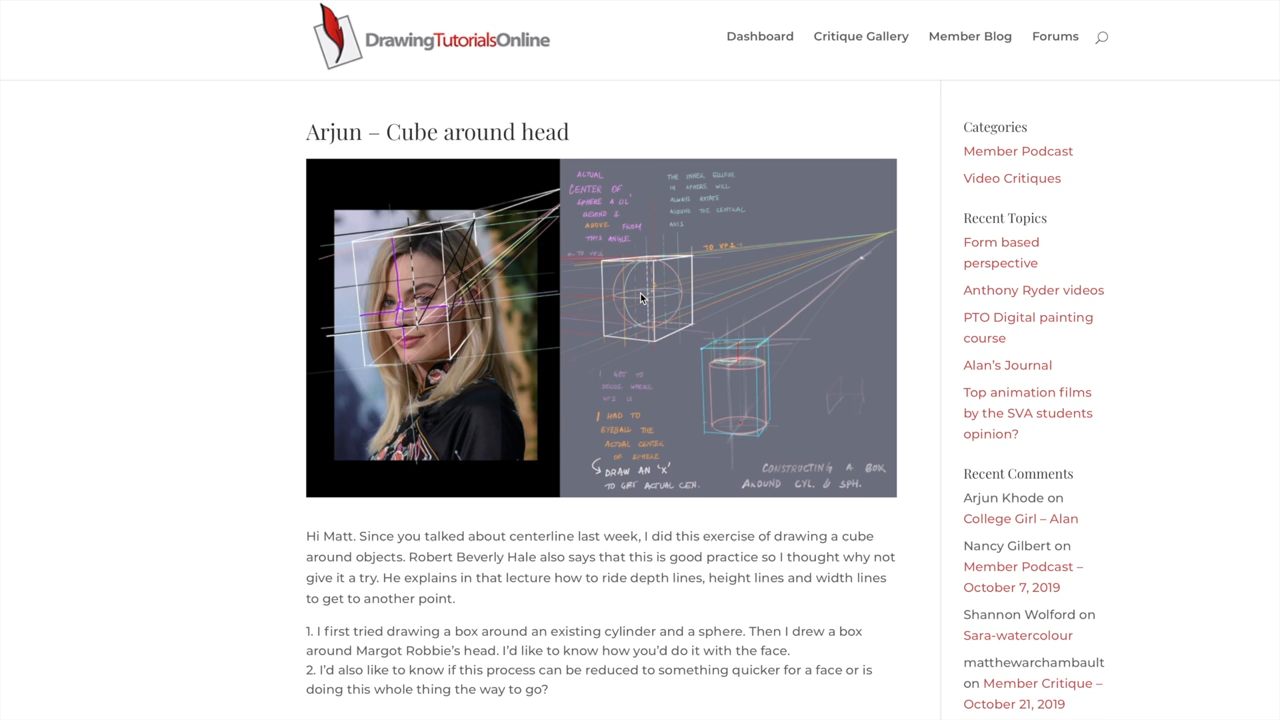 DrawingTutorialsOnline
Dashboard
Critique Gallery
Member Blog
Forums
Arjun – Cube around head
ACTUAL
CENTER OF
SPHERE A LIL
BEHIND &
ABOVE FROM
THIS ANGLE
THE INNER ELLIPSE
IN SPHERE WILL
ALWAYS ROTATE
AROUND THE CENTRAL
AXIS
TO VP 2
I GET TO
DECIDE WHERE
VP 2 IS
I HAD TO
EYEBALL THE
ACTUAL CENTER
OF SPHERE
DRAW AN 'X'
TO GET ACTUAL CEN.
CONSTRUCTING A BOX
AROUND CYL. & SPH.
Hi Matt. Since you talked about centerline last week, I did this exercise of drawing a cube
around objects. Robert Beverly Hale also says that this is good practice so I thought why not
give it a try. He explains in that lecture how to ride depth lines, height lines and width lines
to get to another point.
1. I first tried drawing a box around an existing cylinder and a sphere. Then I drew a box
around Margot Robbie's head. I'd like to know how you'd do it with the face.
2. I'd also like to know if this process can be reduced to something quicker for a face or is
doing this whole thing the way to go?
Categories
Member Podcast
Video Critiques
Recent Topics
Form based
perspective
Anthony Ryder videos
PTO Digital painting
course
Alan's Journal
Top animation films
by the SVA students
opinion?
Recent Comments
Arjun Khode on
College Girl – Alan
Nancy Gilbert on
Member Podcast –
October 7, 2019
Shannon Wolford on
Sara-watercolour
matthewarchambault
on Member Critique –
October 21, 2019